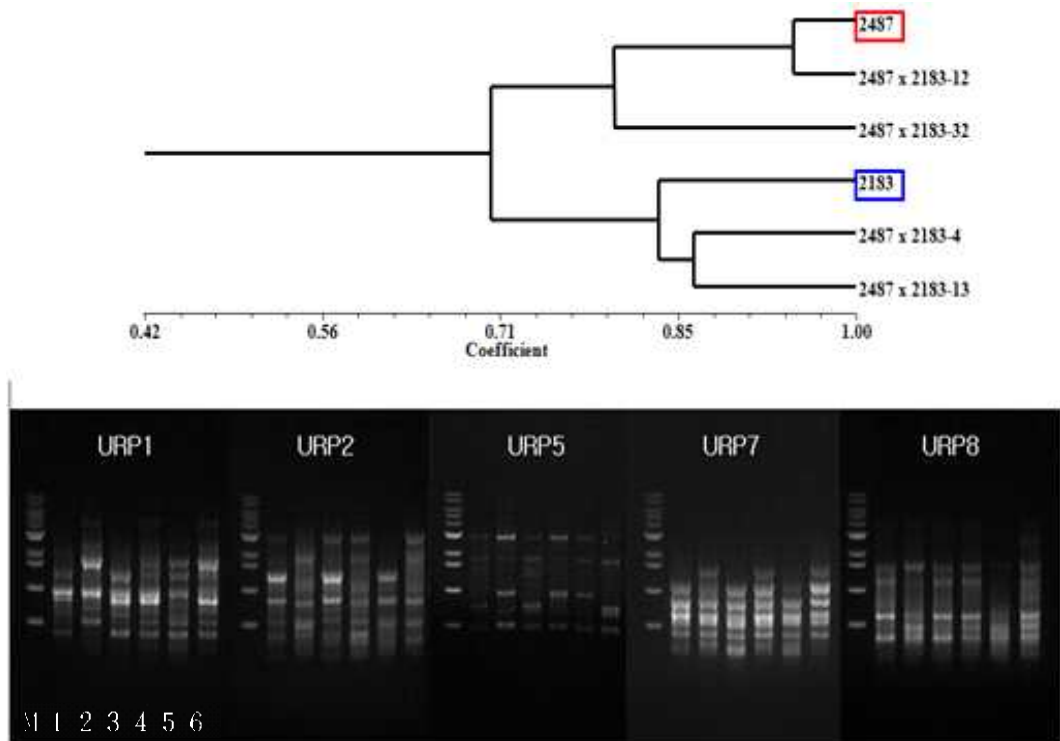 2487
2487 x 2183-12
2487 x 2183-32
2183
2487 x 2183-4
2487 x 2183-13
0.42 0.56 0.71 0.85 1.00
Coefficient
URP1 URP2 URP5 URP7 URP8
M 1 2 3 4 5 6